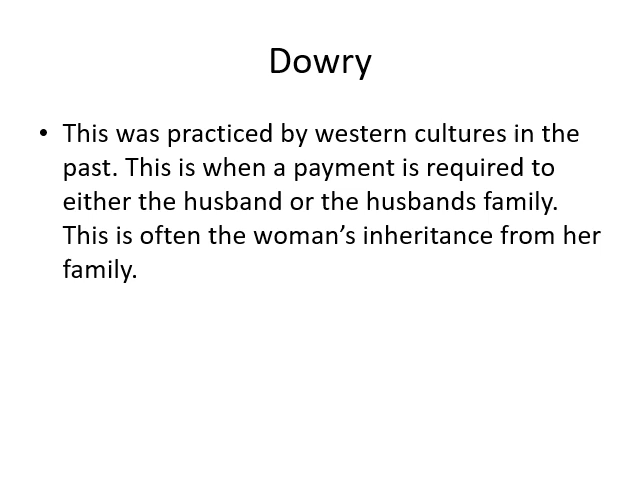 Dowry
• This was practiced by western cultures in the
past. This is when a payment is required to
either the husband or the husbands family.
This is often the woman’s inheritance from her
family.